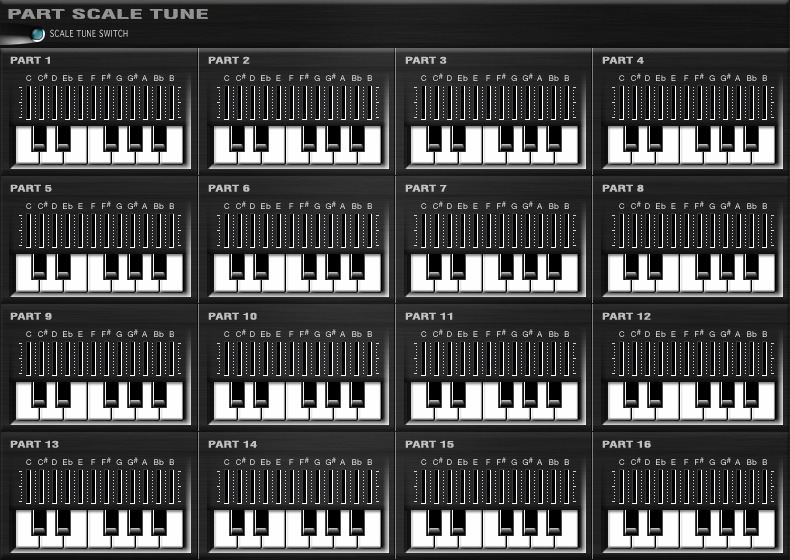 PART SCALE TUNE
SCALE TUNE SWITCH
PART 1 PART 2 PART 3 PART 4
C C# D Eb E F F# G G# A Bb B C C# D Eb E F F# G G# A Bb B C C# D Eb E F F# G G# A Bb B C C# D Eb E F F# G G# A Bb B
PART 5 PART 6 PART 7 PART 8
C C# D Eb E F F# G G# A Bb B C C# D Eb E F F# G G# A Bb B C C# D Eb E F F# G G# A Bb B C C# D Eb E F F# G G# A Bb B
PART 9 PART 10 PART 11 PART 12
C C# D Eb E F F# G G# A Bb B C C# D Eb E F F# G G# A Bb B C C# D Eb E F F# G G# A Bb B C C# D Eb E F F# G G# A Bb B
PART 13 PART 14 PART 15 PART 16
C C# D Eb E F F# G G# A Bb B C C# D Eb E F F# G G# A Bb B C C# D Eb E F F# G G# A Bb B C C# D Eb E F F# G G# A Bb B